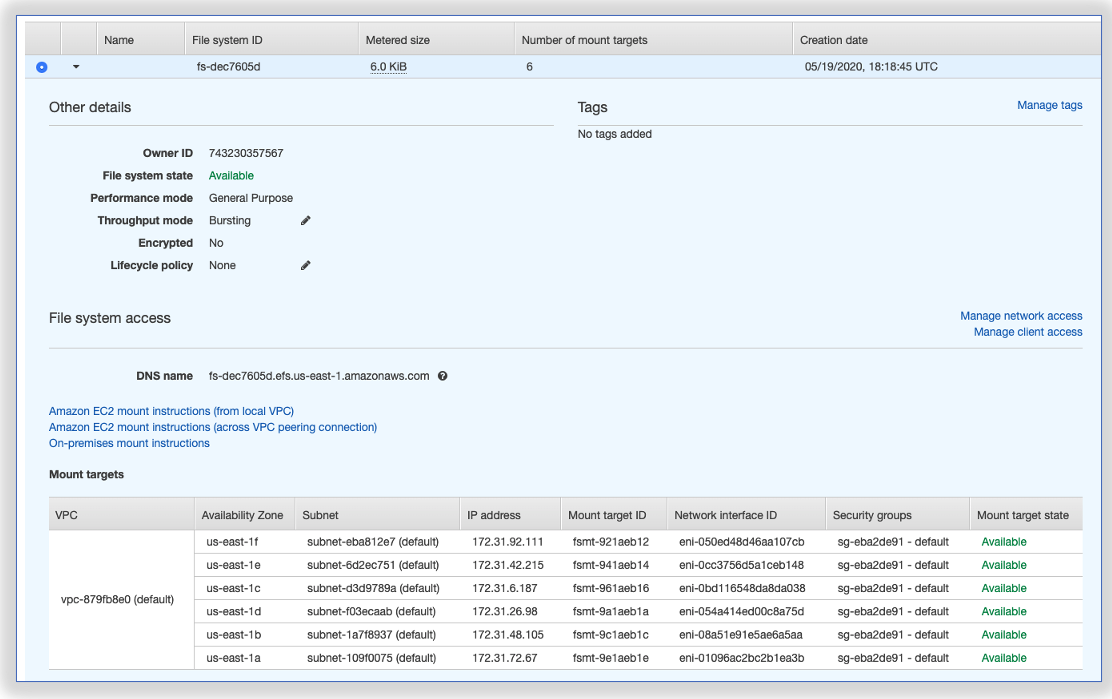 Name File system ID Metered size Number of mount targets Creation date
fs-dec7605d 6.0 KiB 6 05/19/2020, 18:18:45 UTC
Other details
Owner ID 743230357567
File system state Available
Performance mode General Purpose
Throughput mode Bursting
Encrypted No
Lifecycle policy None
Tags Manage tags
No tags added
File system access Manage network access
Manage client access
DNS name fs-dec7605d.efs.us-east-1.amazonaws.com
Amazon EC2 mount instructions (from local VPC)
Amazon EC2 mount instructions (across VPC peering connection)
On-premises mount instructions
Mount targets
VPC Availability Zone Subnet IP address Mount target ID Network interface ID Security groups Mount target state
vpc-879fb8e0 (default)
us-east-1f subnet-eba812e7 (default) 172.31.92.111 fsmt-921aeb12 eni-050ed48d46aa107cb sg-eba2de91 - default Available
us-east-1e subnet-6d2ec751 (default) 172.31.42.215 fsmt-941aeb14 eni-0cc3756d5a1ceb148 sg-eba2de91 - default Available
us-east-1c subnet-d3d9789a (default) 172.31.6.187 fsmt-961aeb16 eni-0bd116548da8da038 sg-eba2de91 - default Available
us-east-1d subnet-f03ecaab (default) 172.31.26.98 fsmt-9a1aeb1a eni-054a414ed00c8a75d sg-eba2de91 - default Available
us-east-1b subnet-1a7f8937 (default) 172.31.48.105 fsmt-9c1aeb1c eni-08a51e91e5ae6a5aa sg-eba2de91 - default Available
us-east-1a subnet-109f0075 (default) 172.31.72.67 fsmt-9e1aeb1e eni-01096ac2bc2b1ea3b sg-eba2de91 - default Available